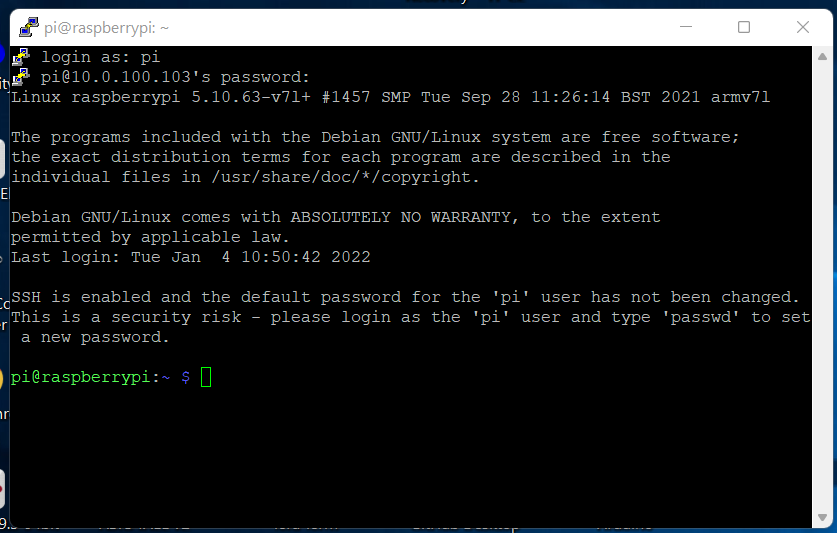 pi@raspberrypi: ~
login as: pi
pi@10.0.100.103's password:
Linux raspberrypi 5.10.63-v7l+ #1457 SMP Tue Sep 28 11:26:14 BST 2021 armv7l
The programs included with the Debian GNU/Linux system are free software;
the exact distribution terms for each program are described in the
individual files in /usr/share/doc/*/copyright.
Debian GNU/Linux comes with ABSOLUTELY NO WARRANTY, to the extent
permitted by applicable law.
Last login: Tue Jan  4 10:50:42 2022
SSH is enabled and the default password for the 'pi' user has not been changed.
This is a security risk - please login as the 'pi' user and type 'passwd' to set
 a new password.
pi@raspberrypi:~ $